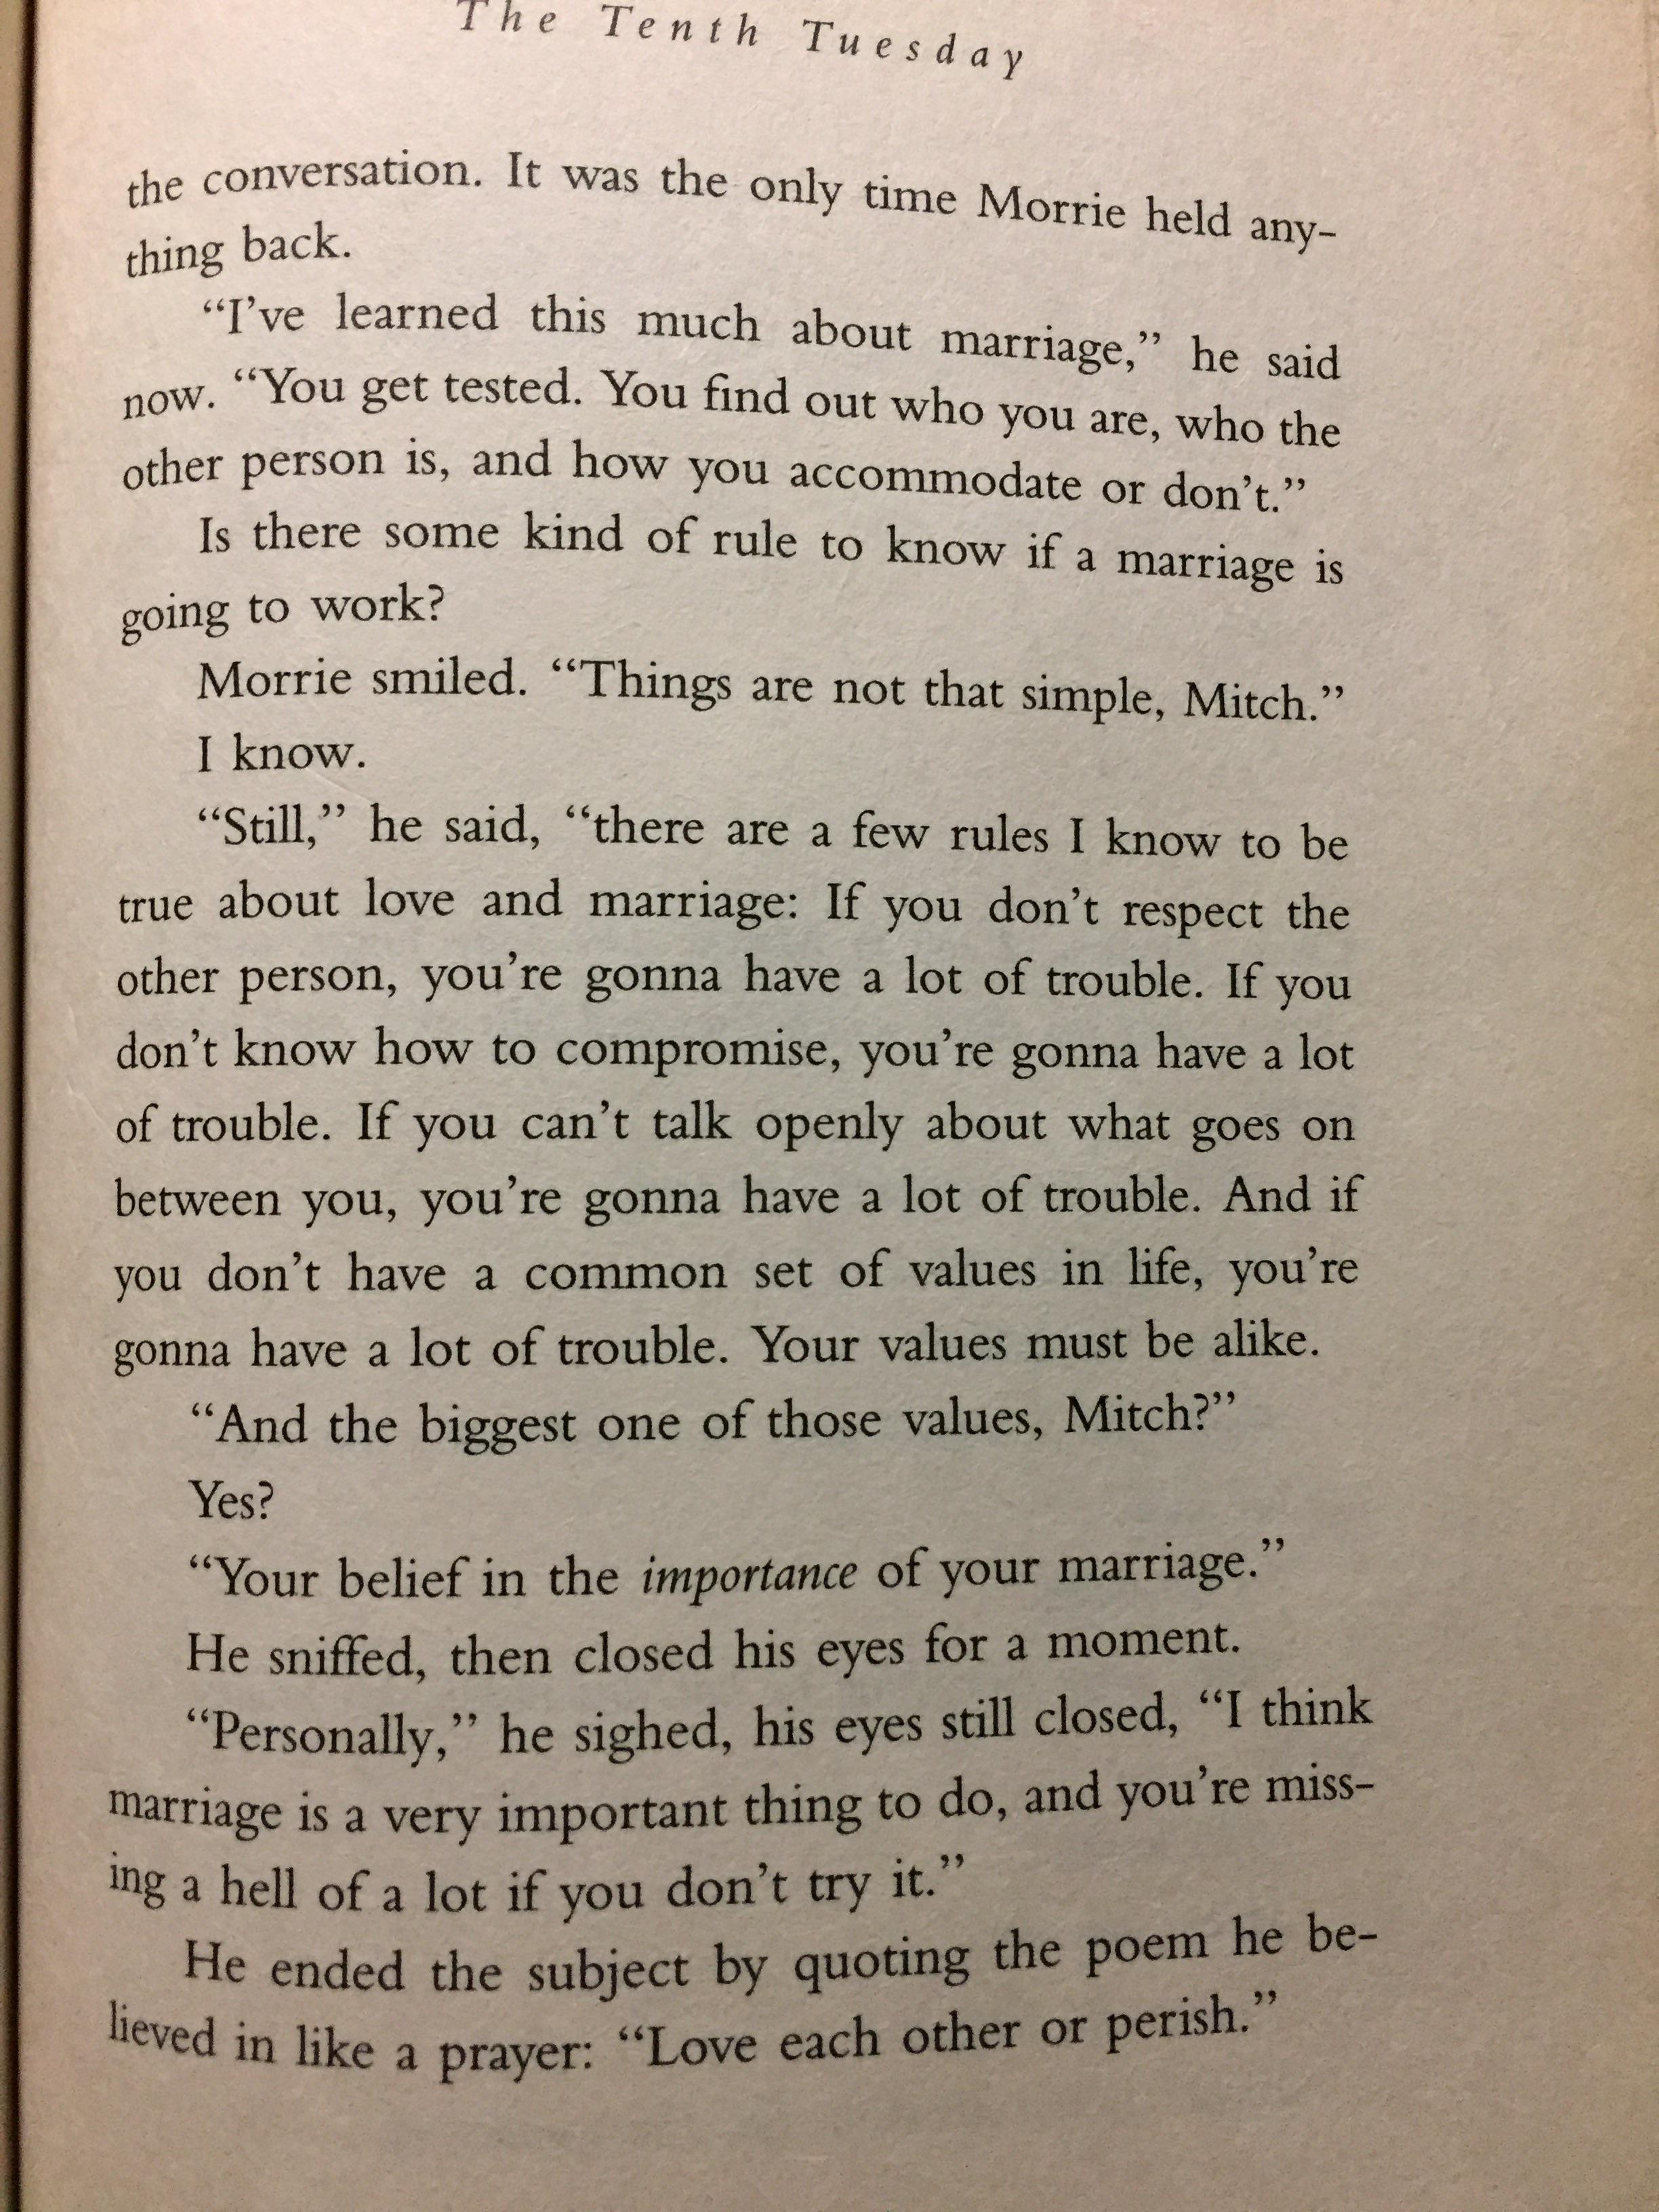 The Tenth Tuesday
the conversation. It was the only time Morrie held any-
thing back.
“I’ve learned this much about marriage,” he said
now. “You get tested. You find out who you are, who the
other person is, and how you accommodate or don’t.”
Is there some kind of rule to know if a marriage is
going to work?
Morrie smiled. “Things are not that simple, Mitch.”
I know.
“Still,” he said, “there are a few rules I know to be
true about love and marriage: If you don’t respect the
other person, you’re gonna have a lot of trouble. If you
don’t know how to compromise, you’re gonna have a lot
of trouble. If you can’t talk openly about what goes on
between you, you’re gonna have a lot of trouble. And if
you don’t have a common set of values in life, you’re
gonna have a lot of trouble. Your values must be alike.
“And the biggest one of those values, Mitch?”
Yes?
“Your belief in the importance of your marriage.”
He sniffed, then closed his eyes for a moment.
“Personally,” he sighed, his eyes still closed, “I think
marriage is a very important thing to do, and you’re miss-
ing a hell of a lot if you don’t try it.”
He ended the subject by quoting the poem he be-
lieved in like a prayer: “Love each other or perish.”